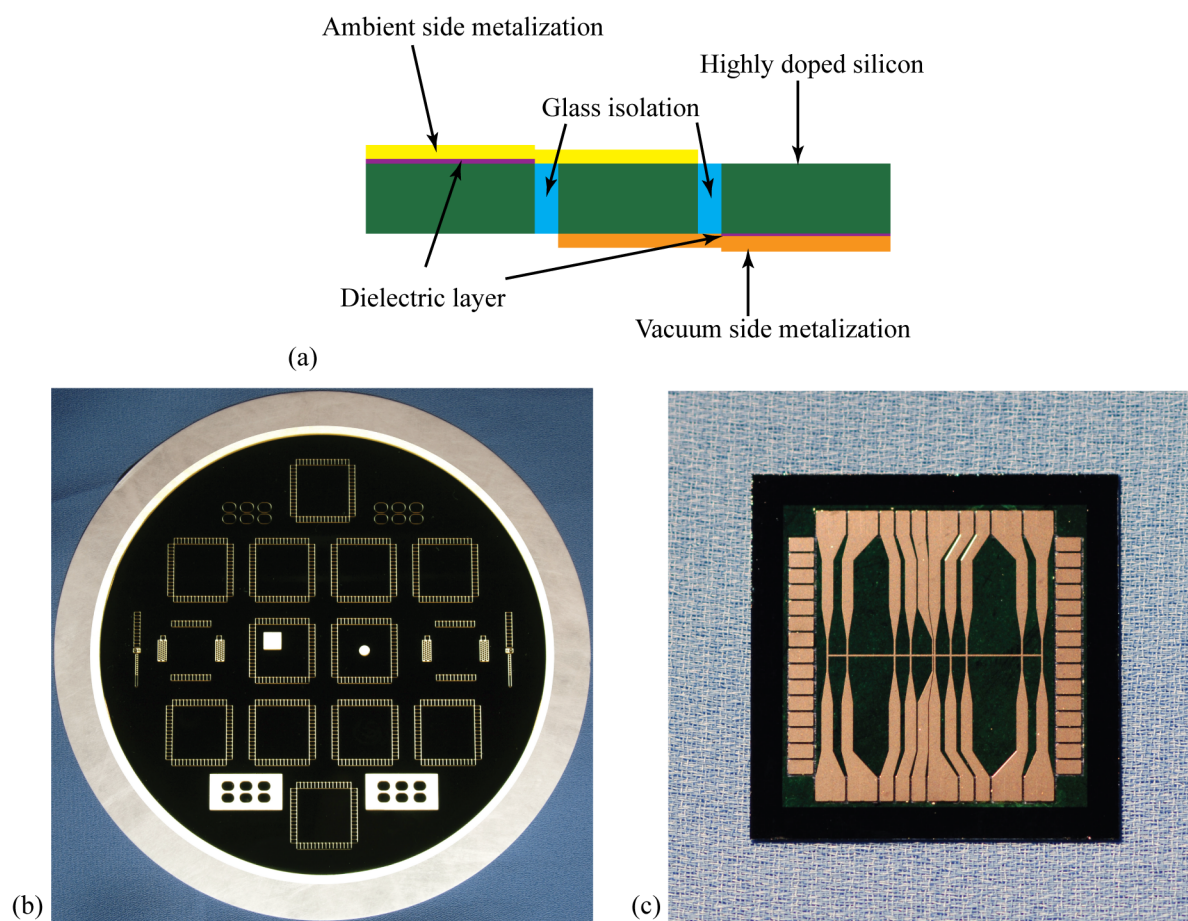 Ambient side metalization
Highly doped silicon
Glass isolation
Dielectric layer
Vacuum side metalization
(a)
(b)
(c)